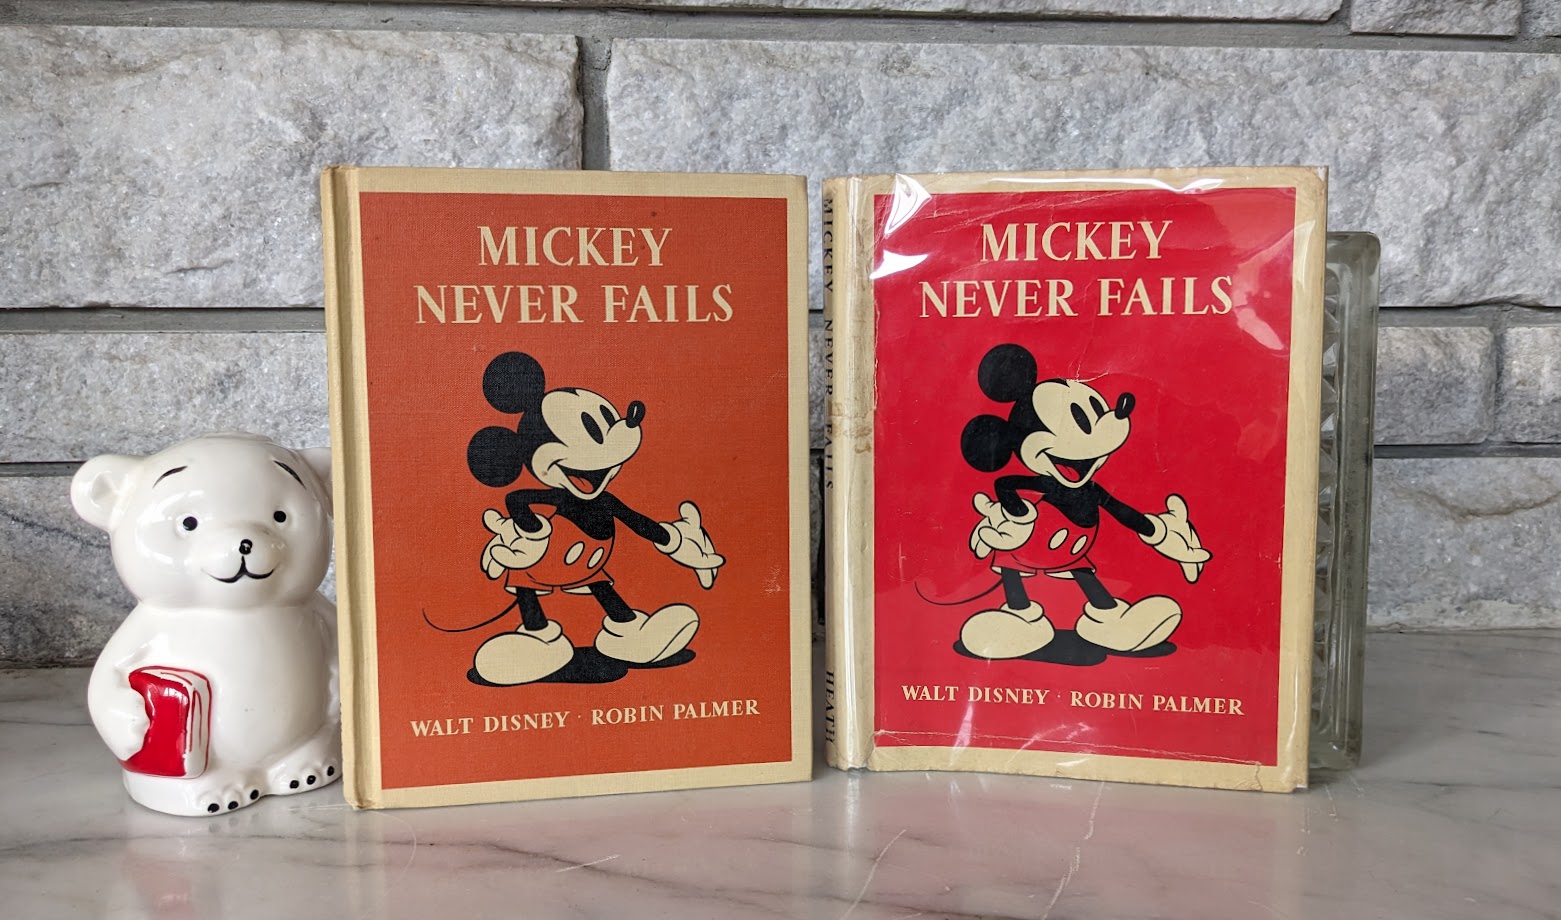 MICKEY
NEVER FAILS
WALT DISNEY · ROBIN PALMER
MICKEY NEVER FAILS
HEATH
MICKEY
NEVER FAILS
WALT DISNEY · ROBIN PALMER